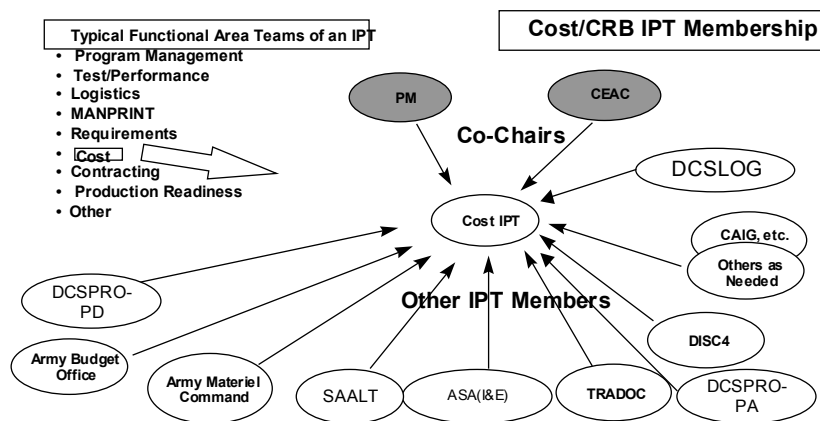 Typical Functional Area Teams of an IPT
• Program Management
• Test/Performance
• Logistics
• MANPRINT
• Requirements
• Cost
• Contracting
• Production Readiness
• Other
Cost/CRB IPT Membership
PM
CEAC
Co-Chairs
DCSLOG
Cost IPT
CAIG, etc.
Others as
Needed
DCSPRO-
PD
Other IPT Members
DISC4
Army Budget
Office
Army Materiel
Command
SAALT
ASA(I&E)
TRADOC
DCSPRO-
PA